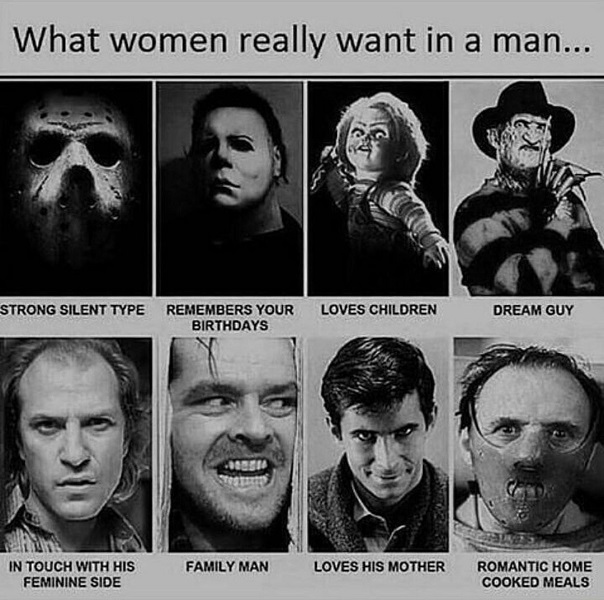 What women really want in a man...
STRONG SILENT TYPE
REMEMBERS YOUR
BIRTHDAYS
LOVES CHILDREN
DREAM GUY
IN TOUCH WITH HIS
FEMININE SIDE
FAMILY MAN
LOVES HIS MOTHER
ROMANTIC HOME
COOKED MEALS